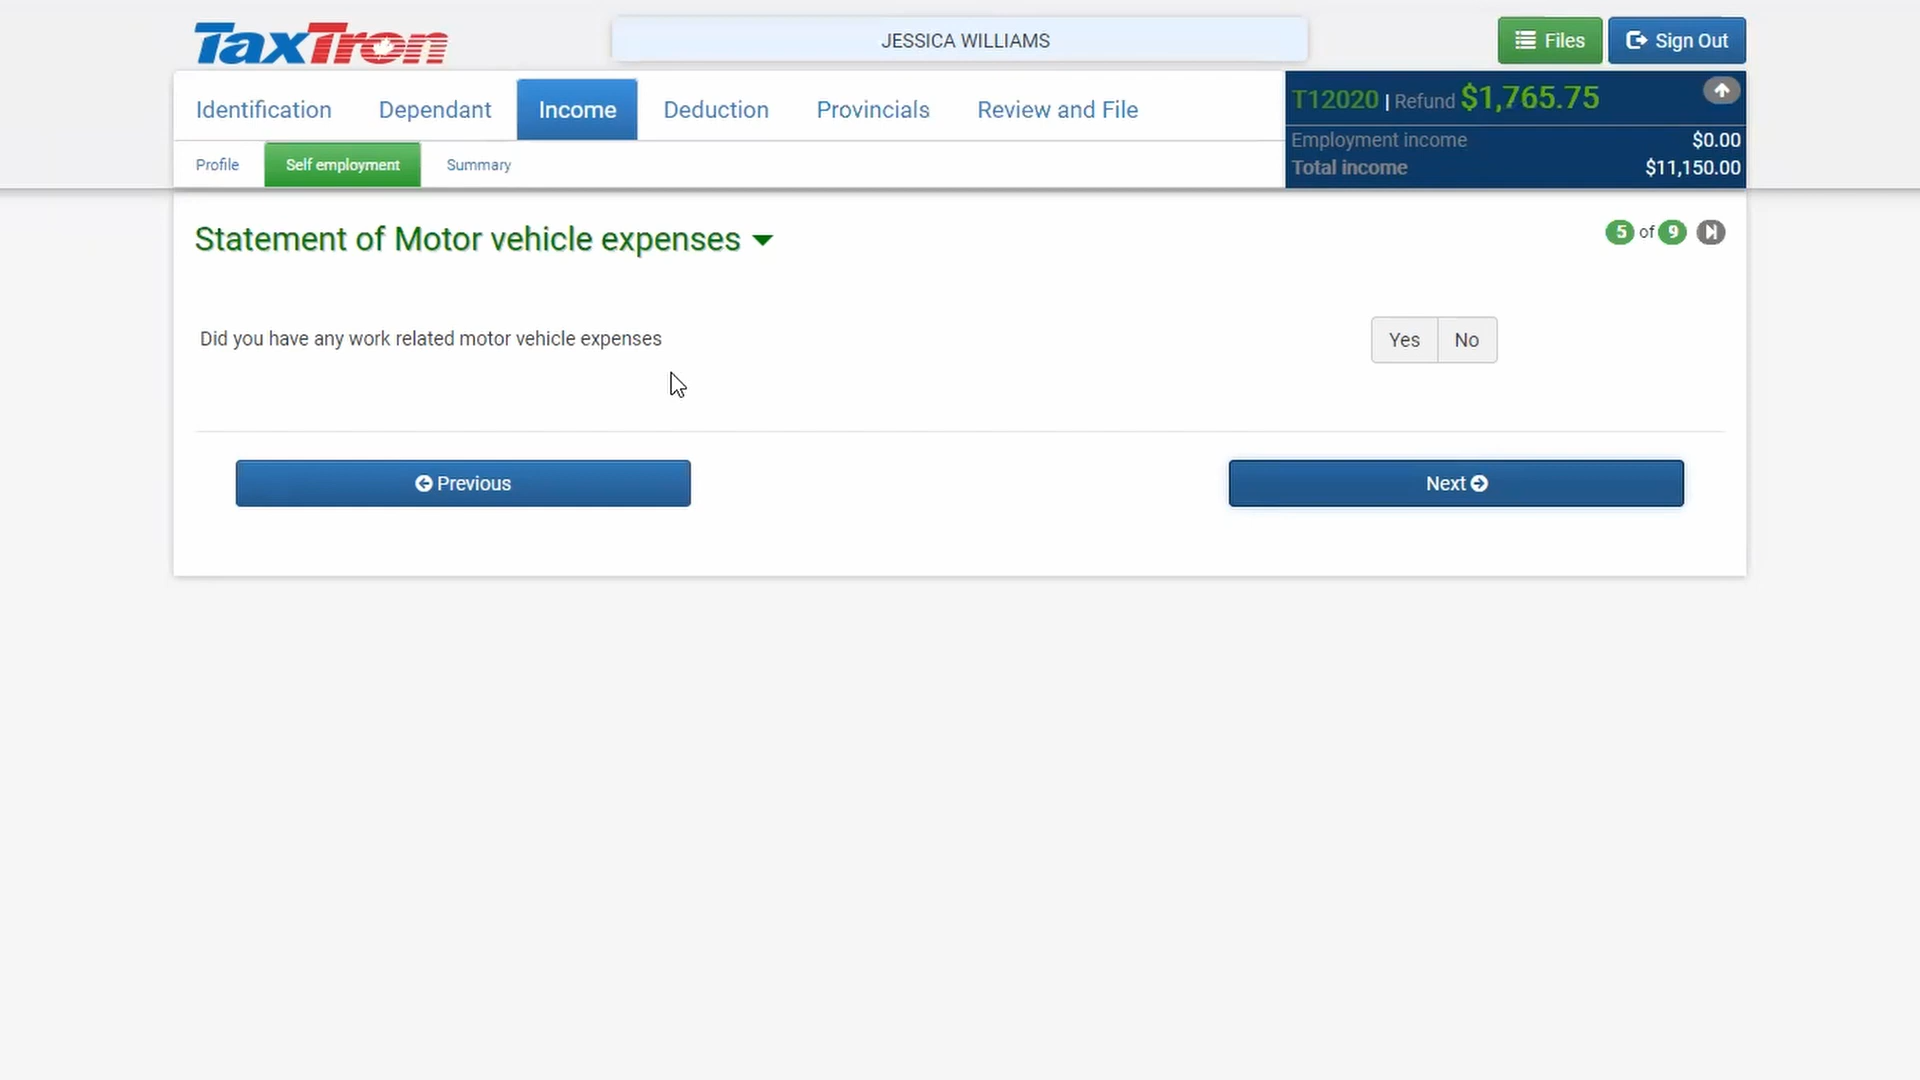 TaxTron
JESSICA WILLIAMS
Files
Sign Out
Identification
Dependant
Income
Deduction
Provincials
Review and File
T12020 | Refund $1,765.75
Employment income $0.00
Total income $11,150.00
Profile
Self employment
Summary
Statement of Motor vehicle expenses
5 of 9
Did you have any work related motor vehicle expenses
Yes
No
Previous
Next